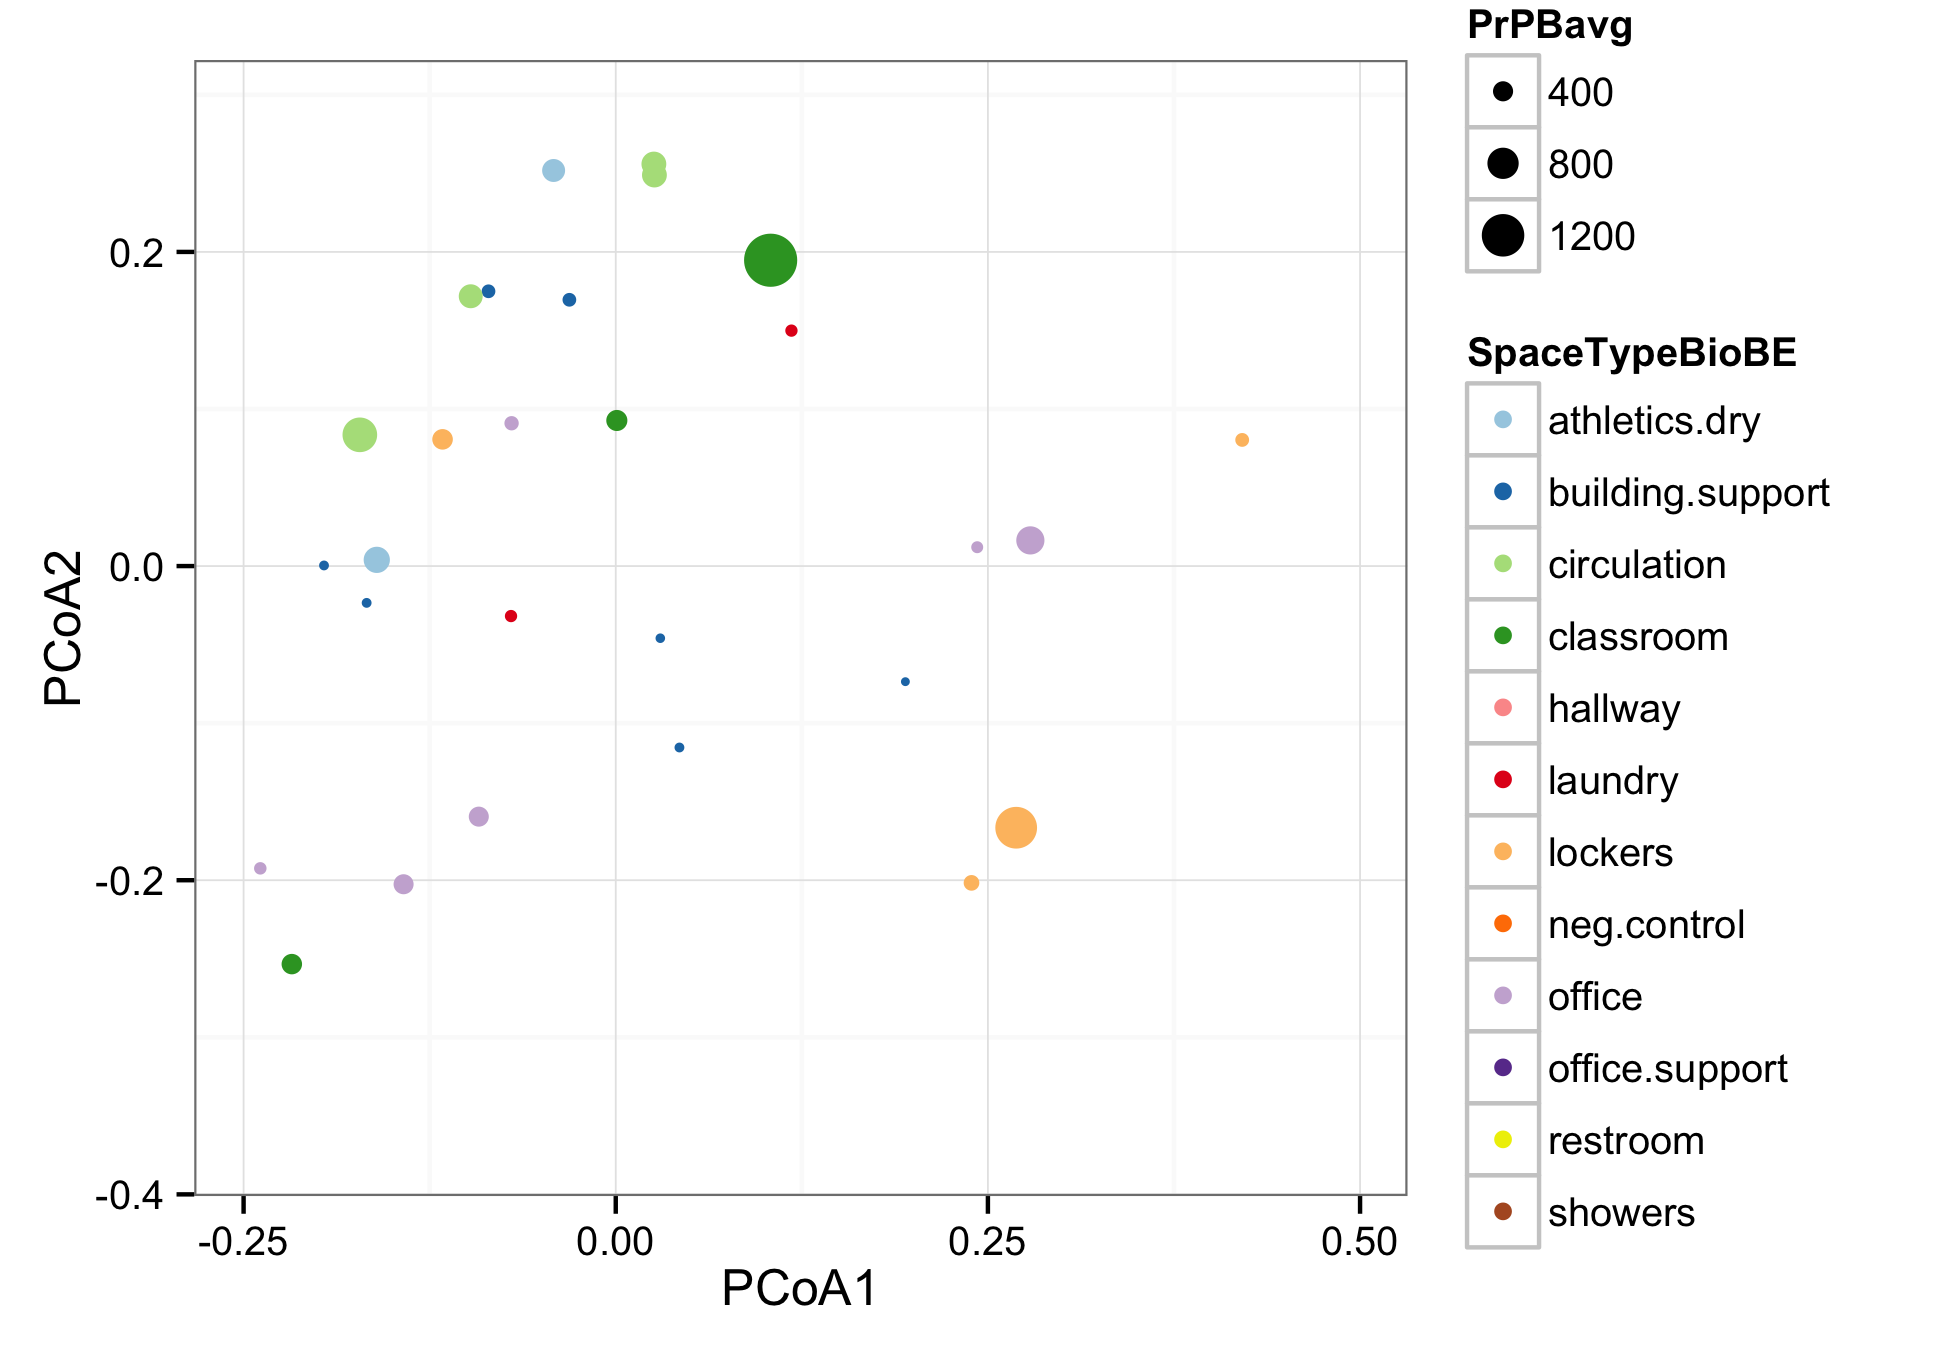 PrPBavg
400
800
1200
SpaceTypeBioBE
athletics.dry
building.support
circulation
classroom
hallway
laundry
lockers
neg.control
office
office.support
restroom
showers
PCoA2
0.2
0.0
-0.2
-0.4
-0.25 0.00 0.25 0.50
PCoA1